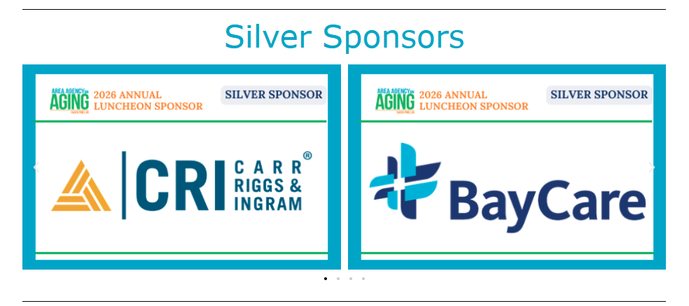 Silver Sponsors
AREA AGENCY on
AGING
2026 ANNUAL
LUNCHEON SPONSOR
SILVER SPONSOR
CRI
CARR
RIGGS &
INGRAM®
AREA AGENCY on
AGING
2026 ANNUAL
LUNCHEON SPONSOR
SILVER SPONSOR
BayCare